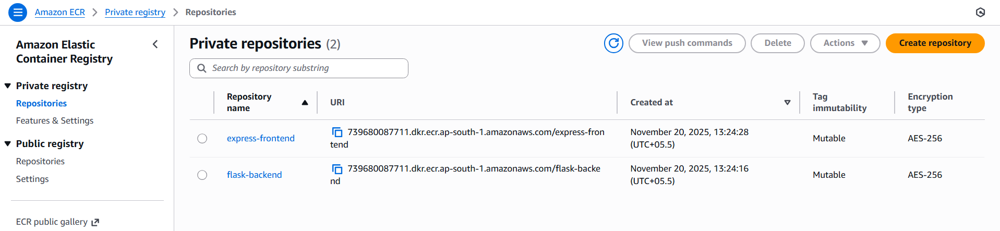 Amazon ECR > Private registry > Repositories
Amazon Elastic
Container Registry
Private registry
Repositories
Features & Settings
Public registry
Repositories
Settings
ECR public gallery
Private repositories (2)
View push commands
Delete
Actions
Create repository
Search by repository substring
Repository
name
URI
Created at
Tag
immutability
Encryption
type
express-frontend
739680087711.dkr.ecr.ap-south-1.amazonaws.com/express-fron
tend
November 20, 2025, 13:24:28
(UTC+05.5)
Mutable
AES-256
flask-backend
739680087711.dkr.ecr.ap-south-1.amazonaws.com/flask-backe
nd
November 20, 2025, 13:24:16
(UTC+05.5)
Mutable
AES-256